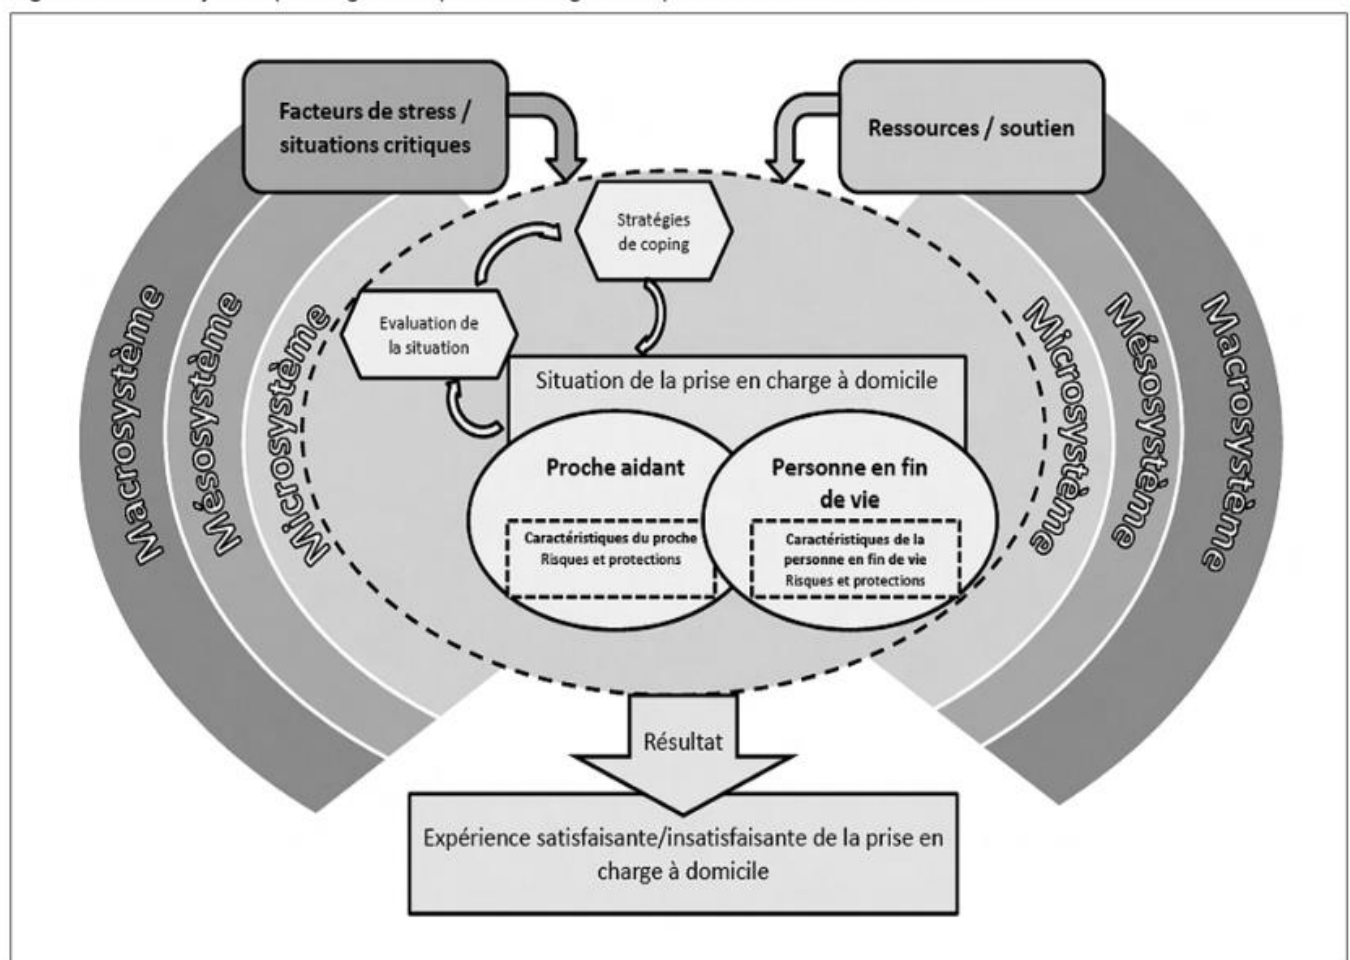 Facteurs de stress /
situations critiques
Ressources / soutien
Stratégies
de coping
Evaluation de
la situation
Macrosystème
Mésosystème
Microsystème
Microsystème
Mésosystème
Macrosystème
Situation de la prise en charge à domicile
Proche aidant
Caractéristiques du proche
Risques et protections
Personne en fin
de vie
Caractéristiques de la
personne en fin de vie
Risques et protections
Résultat
Expérience satisfaisante/insatisfaisante de la prise en
charge à domicile